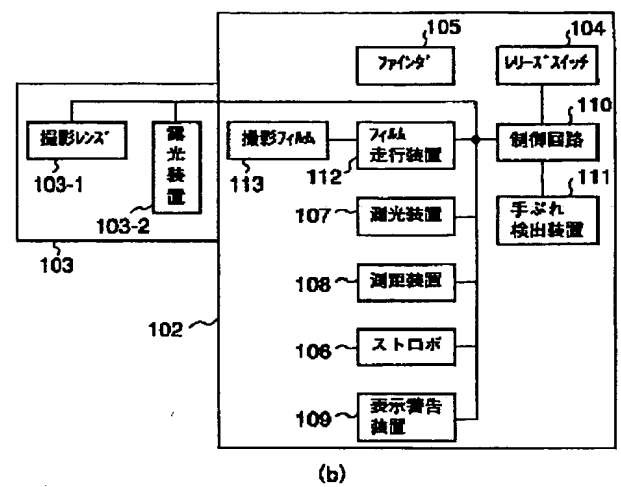 105
104
ファインダ
レリーズスイッチ
撮影レンズ
103-1
露
光
装
置
103-2
103
撮影フィルム
113
フィルム
走行装置
112
制御回路
110
111
手ぶれ
検出装置
107
測光装置
108
測距装置
102
106
ストロボ
109
表示警告
装置
(b)